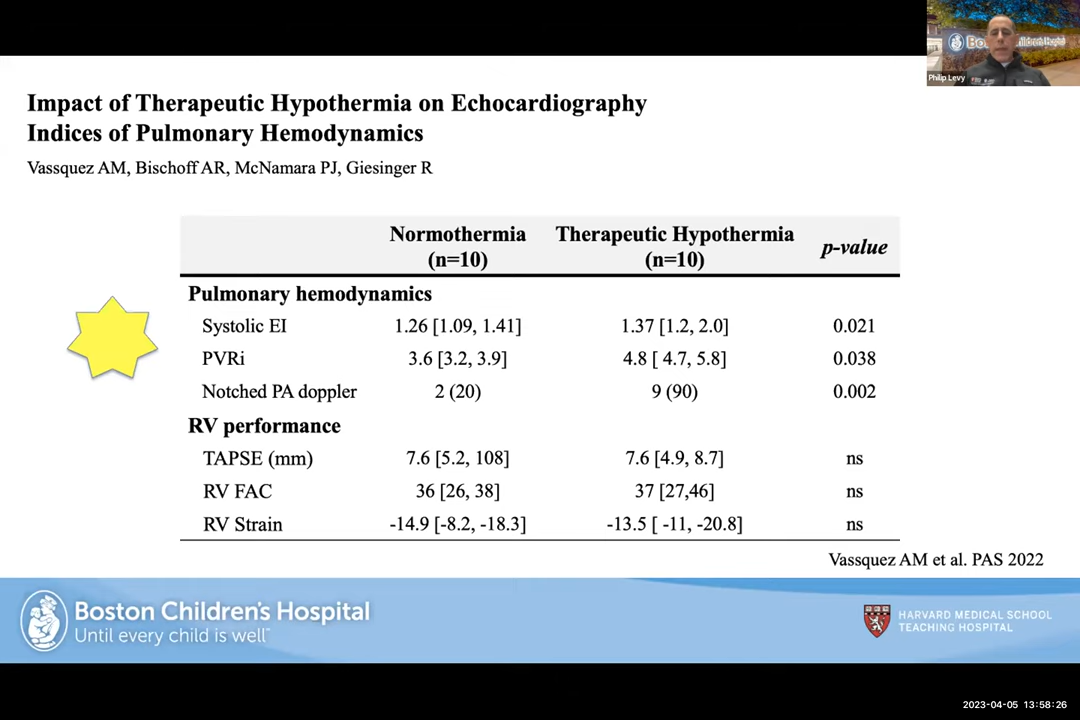 Boston Children's Hospital
Philip Levy
Impact of Therapeutic Hypothermia on Echocardiography
Indices of Pulmonary Hemodynamics
Vassquez AM, Bischoff AR, McNamara PJ, Giesinger R
Normothermia (n=10) Therapeutic Hypothermia (n=10) p-value
Pulmonary hemodynamics
Systolic EI 1.26 [1.09, 1.41] 1.37 [1.2, 2.0] 0.021
PVRi 3.6 [3.2, 3.9] 4.8 [ 4.7, 5.8] 0.038
Notched PA doppler 2 (20) 9 (90) 0.002
RV performance
TAPSE (mm) 7.6 [5.2, 108] 7.6 [4.9, 8.7] ns
RV FAC 36 [26, 38] 37 [27,46] ns
RV Strain -14.9 [-8.2, -18.3] -13.5 [ -11, -20.8] ns
Vassquez AM et al. PAS 2022
Boston Children's Hospital
Until every child is well™
HARVARD MEDICAL SCHOOL
TEACHING HOSPITAL
2023-04-05 13:58:26